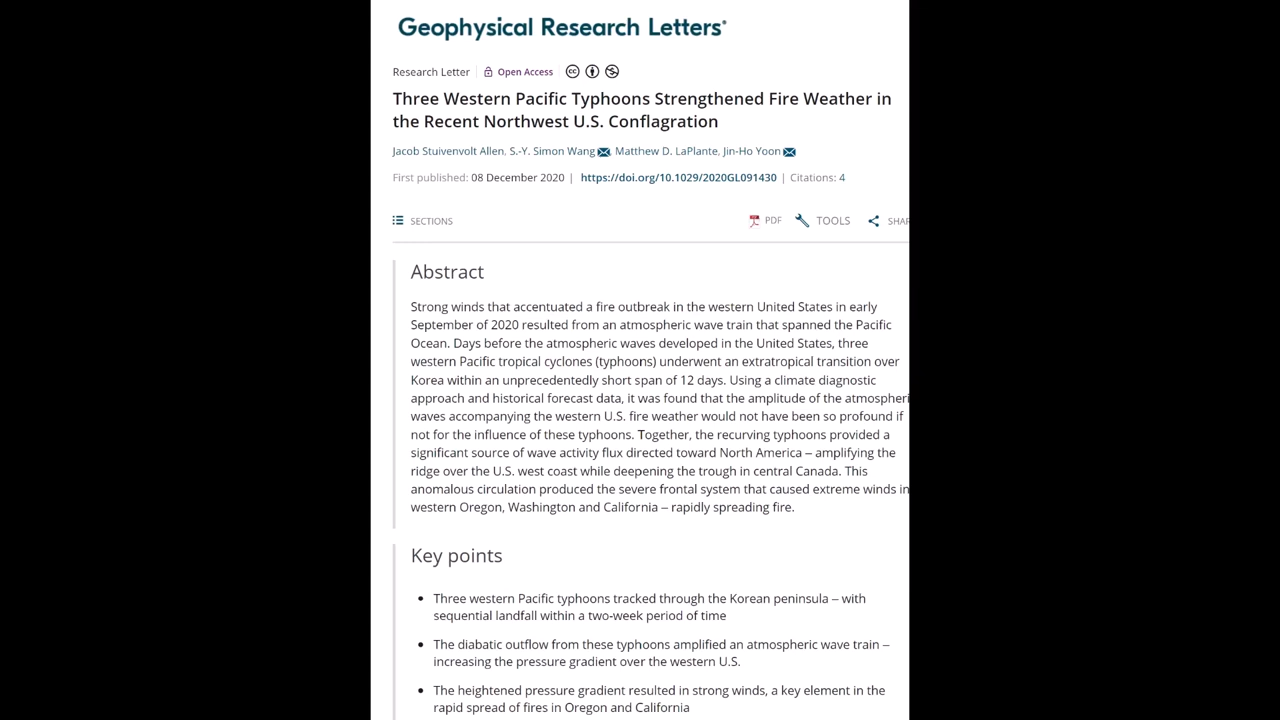 Geophysical Research Letters®
Research Letter | Open Access
Three Western Pacific Typhoons Strengthened Fire Weather in
the Recent Northwest U.S. Conflagration
Jacob Stuivenvolt Allen, S.-Y. Simon Wang, Matthew D. LaPlante, Jin-Ho Yoon
First published: 08 December 2020 | https://doi.org/10.1029/2020GL091430 | Citations: 4
SECTIONS PDF TOOLS SHAR
Abstract
Strong winds that accentuated a fire outbreak in the western United States in early
September of 2020 resulted from an atmospheric wave train that spanned the Pacific
Ocean. Days before the atmospheric waves developed in the United States, three
western Pacific tropical cyclones (typhoons) underwent an extratropical transition over
Korea within an unprecedentedly short span of 12 days. Using a climate diagnostic
approach and historical forecast data, it was found that the amplitude of the atmospheri
waves accompanying the western U.S. fire weather would not have been so profound if
not for the influence of these typhoons. Together, the recurving typhoons provided a
significant source of wave activity flux directed toward North America – amplifying the
ridge over the U.S. west coast while deepening the trough in central Canada. This
anomalous circulation produced the severe frontal system that caused extreme winds in
western Oregon, Washington and California – rapidly spreading fire.
Key points
• Three western Pacific typhoons tracked through the Korean peninsula – with
sequential landfall within a two-week period of time
• The diabatic outflow from these typhoons amplified an atmospheric wave train –
increasing the pressure gradient over the western U.S.
• The heightened pressure gradient resulted in strong winds, a key element in the
rapid spread of fires in Oregon and California